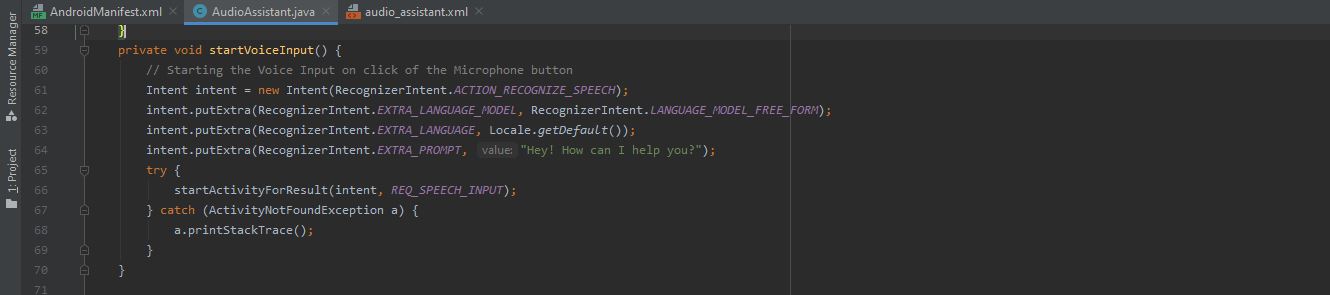 AndroidManifest.xml AudioAssistant.java audio_assistant.xml
Resource Manager
1: Project
58 }
59 private void startVoiceInput() {
60 // Starting the Voice Input on click of the Microphone button
61 Intent intent = new Intent(RecognizerIntent.ACTION_RECOGNIZE_SPEECH);
62 intent.putExtra(RecognizerIntent.EXTRA_LANGUAGE_MODEL, RecognizerIntent.LANGUAGE_MODEL_FREE_FORM);
63 intent.putExtra(RecognizerIntent.EXTRA_LANGUAGE, Locale.getDefault());
64 intent.putExtra(RecognizerIntent.EXTRA_PROMPT, value: "Hey! How can I help you?");
65 try {
66 startActivityForResult(intent, REQ_SPEECH_INPUT);
67 } catch (ActivityNotFoundException a) {
68 a.printStackTrace();
69 }
70 }
71